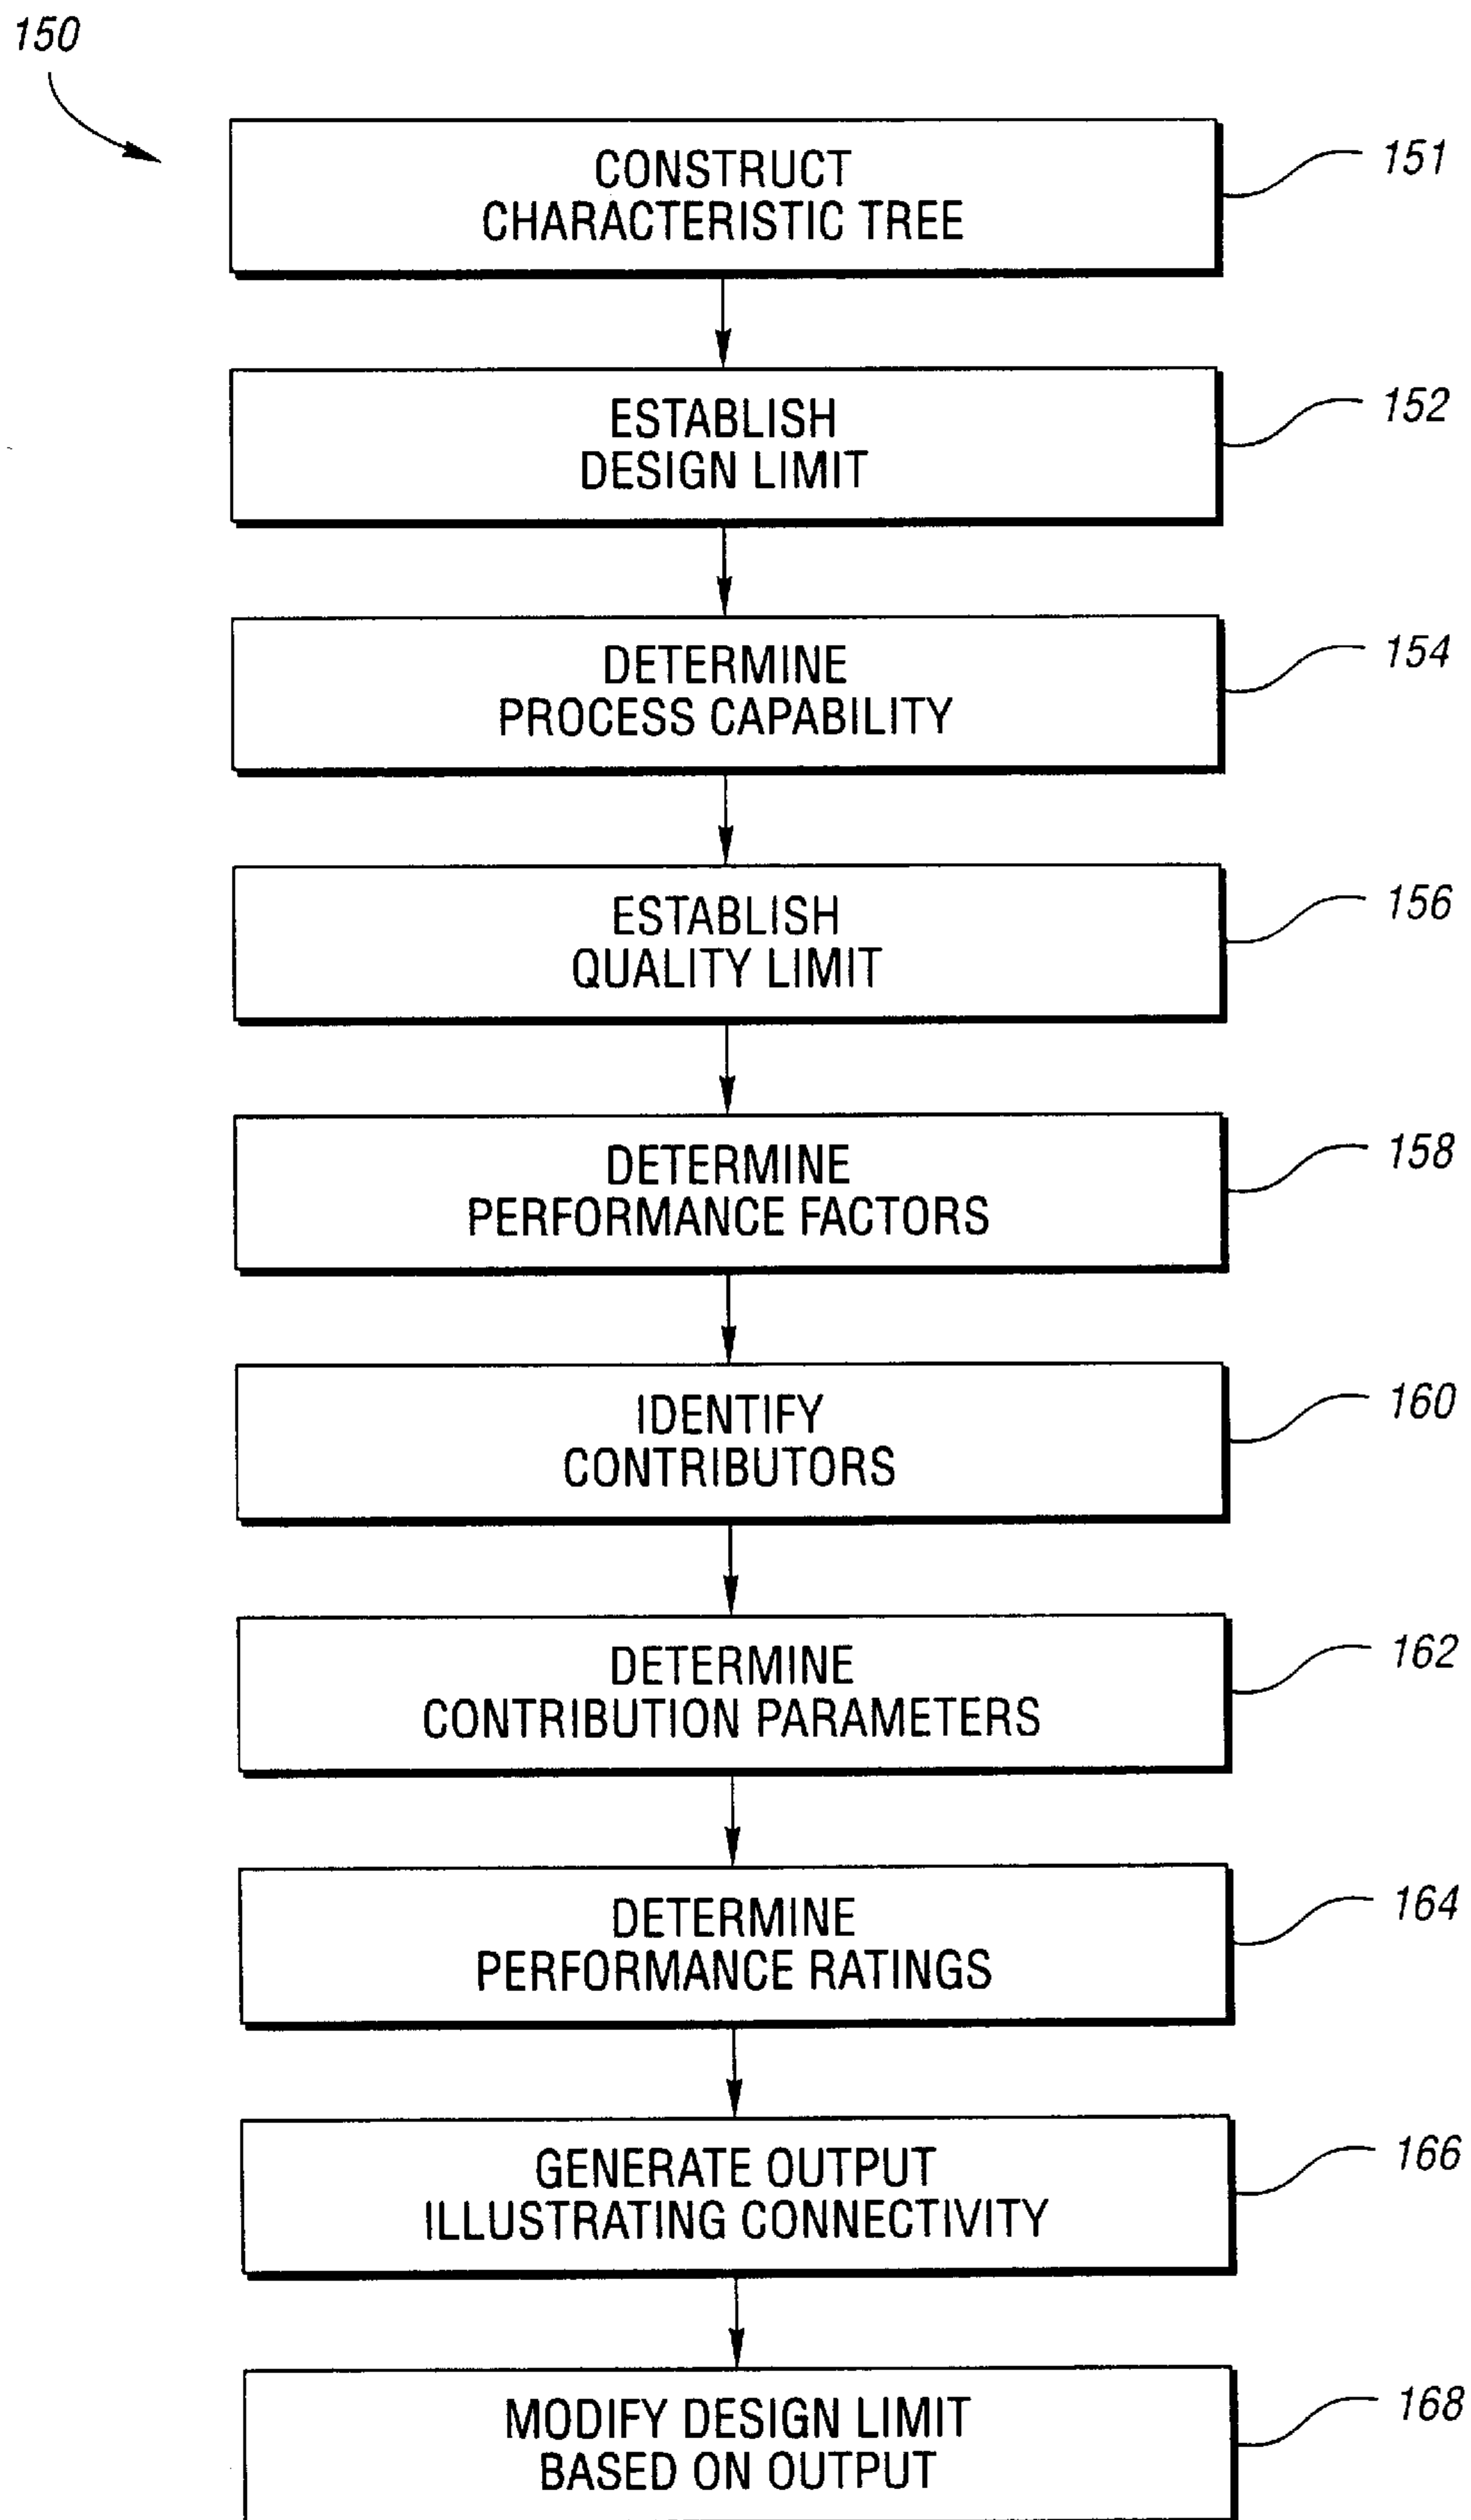 150
CONSTRUCT
CHARACTERISTIC TREE
151
ESTABLISH
DESIGN LIMIT
152
DETERMINE
PROCESS CAPABILITY
154
ESTABLISH
QUALITY LIMIT
156
DETERMINE
PERFORMANCE FACTORS
158
IDENTIFY
CONTRIBUTORS
160
DETERMINE
CONTRIBUTION PARAMETERS
162
DETERMINE
PERFORMANCE RATINGS
164
GENERATE OUTPUT
ILLUSTRATING CONNECTIVITY
166
MODIFY DESIGN LIMIT
BASED ON OUTPUT
168